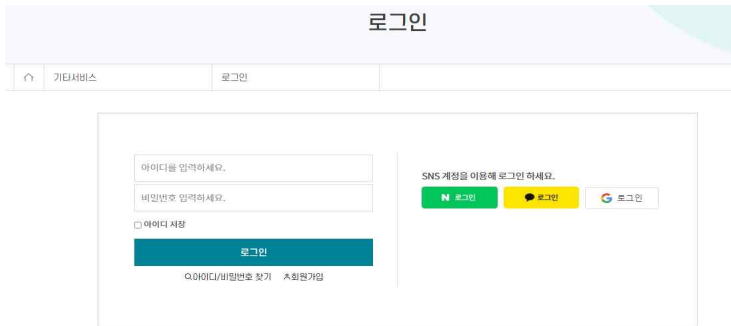 로그인
기타서비스
로그인
아이디를 입력하세요.
비밀번호 입력하세요.
아이디 저장
로그인
아이디/비밀번호 찾기 회원가입
SNS 계정을 이용해 로그인 하세요.
N 로그인
로그인
G 로그인